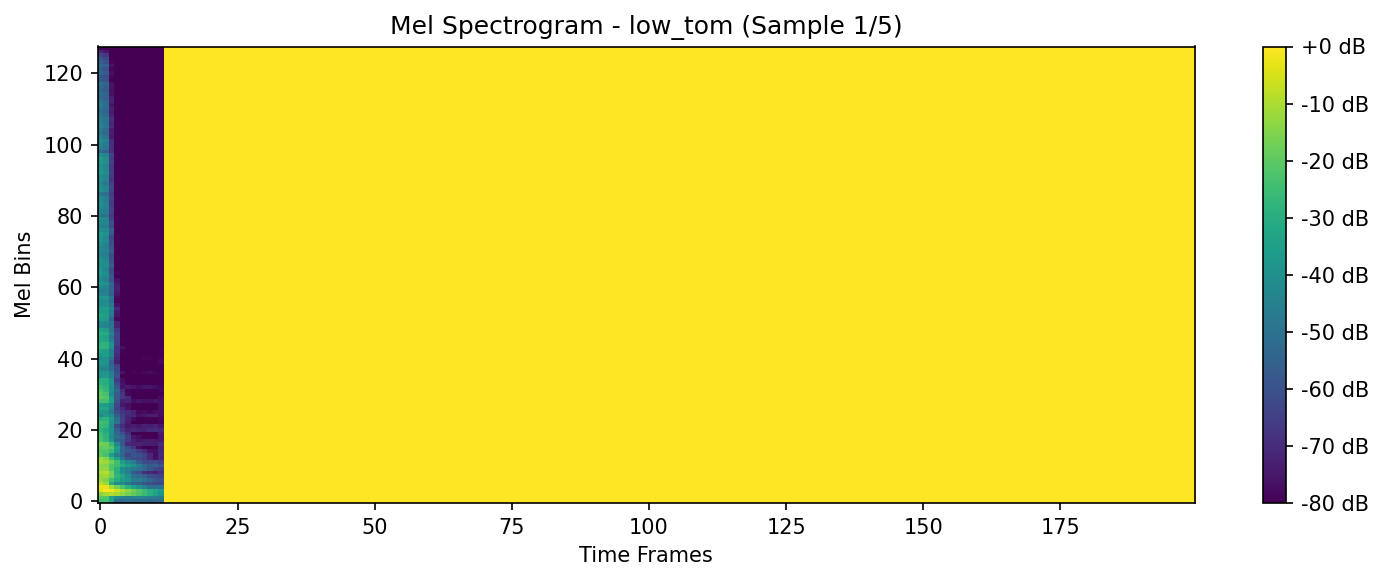 Mel Spectrogram - low_tom (Sample 1/5)
Mel Bins
120
100
80
60
40
20
0
0 25 50 75 100 125 150 175
Time Frames
+0 dB
-10 dB
-20 dB
-30 dB
-40 dB
-50 dB
-60 dB
-70 dB
-80 dB